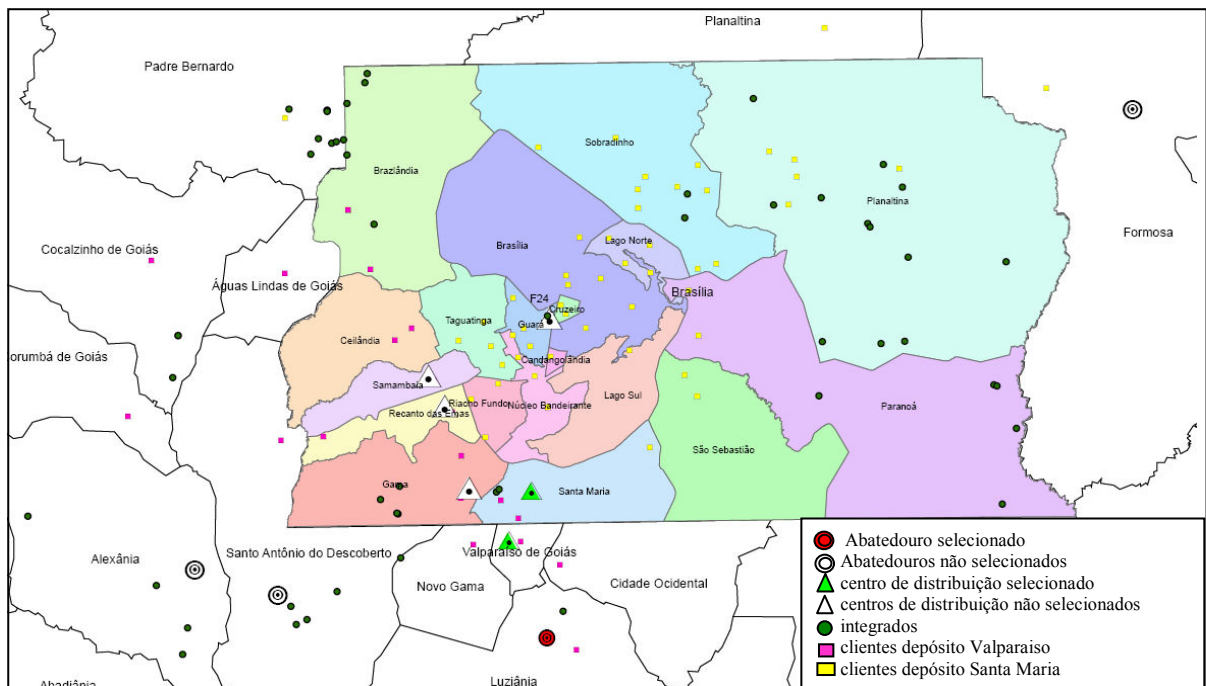 Planaltina
Padre Bernardo
Sobradinho
Brazlândia
Planaltina
Formosa
Cocalzinho de Goiás
Brasília
Lago Norte
Águas Lindas de Goiás
Brasília
F24
Cruzeiro
Taguatinga
Guará
Ceilândia
orumbá de Goiás
Candangolândia
Samambaia
Lago Sul
Riacho Fundo
Núcleo Bandeirante
Recanto das Emas
Paranoá
São Sebastião
Gama
Santa Maria
Alexânia
Santo Antônio do Descoberto
Valparaíso de Goiás
Novo Gama
Cidade Ocidental
Luziânia
Abadiânia
Abatedouro selecionado
Abatedouros não selecionados
centro de distribuição selecionado
centros de distribuição não selecionados
integrados
clientes depósito Valparaiso
clientes depósito Santa Maria